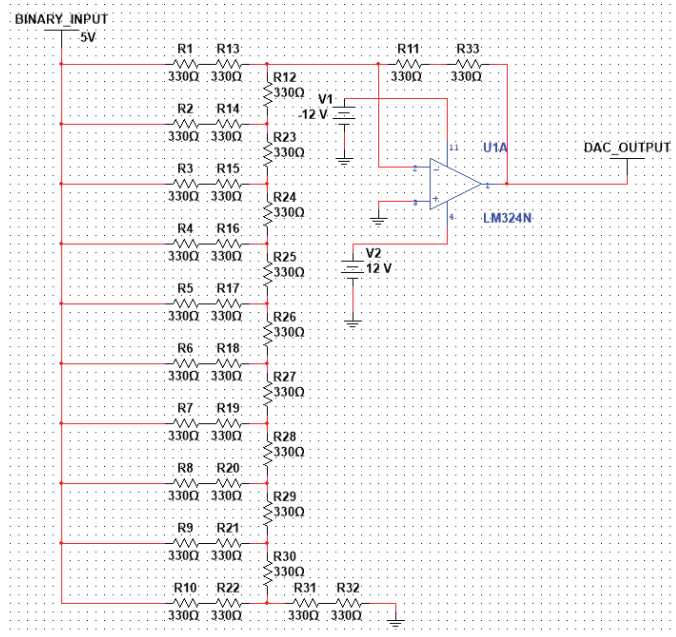 BINARY_INPUT
5V
R1 R13
330Ω 330Ω
R11 R33
330Ω 330Ω
R12
330Ω
V1
-12 V
R2 R14
330Ω 330Ω
11 U1A
R23
330Ω
DAC_OUTPUT
2
R3 R15
330Ω 330Ω
1
3
R24
330Ω
4
LM324N
R4 R16
330Ω 330Ω
V2
12 V
R25
330Ω
R5 R17
330Ω 330Ω
R26
330Ω
R6 R18
330Ω 330Ω
R27
330Ω
R7 R19
330Ω 330Ω
R28
330Ω
R8 R20
330Ω 330Ω
R29
330Ω
R9 R21
330Ω 330Ω
R30
330Ω
R10 R22
330Ω 330Ω
R31 R32
330Ω 330Ω